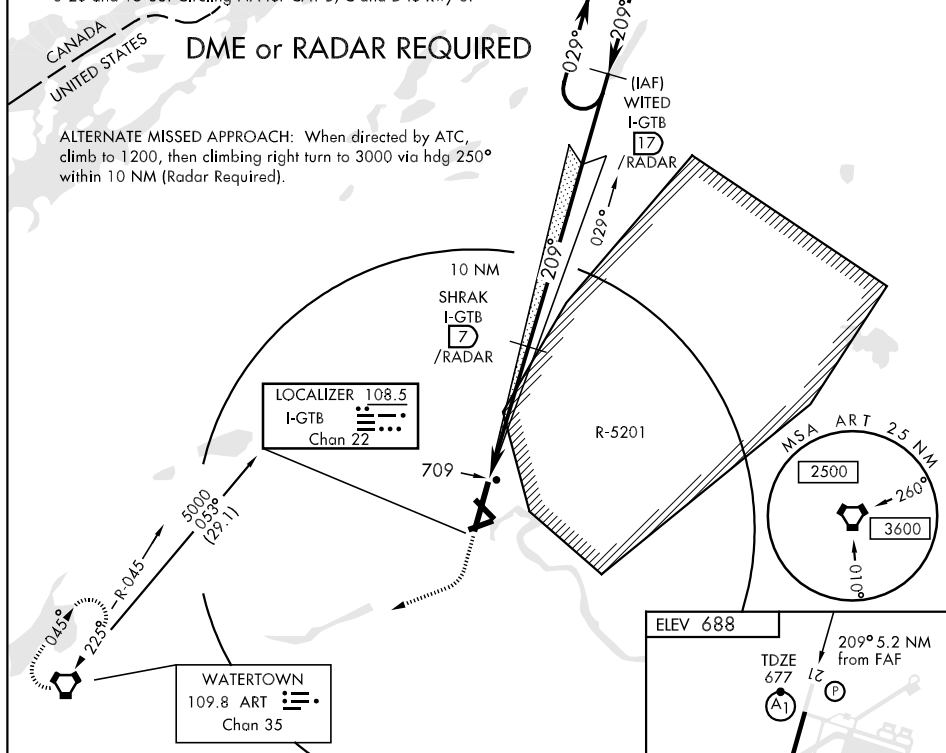 CANADA
UNITED STATES
DME or RADAR REQUIRED
ALTERNATE MISSED APPROACH: When directed by ATC,
climb to 1200, then climbing right turn to 3000 via hdg 250°
within 10 NM (Radar Required).
029°
209°
(IAF)
WITED
I-GTB
17
/RADAR
029°
209°
10 NM
SHRAK
I-GTB
7
/RADAR
LOCALIZER 108.5
I-GTB
Chan 22
R-5201
MSA ART 25 NM
2500
260°
3600
010°
709
5000
053°
(29.1)
R-045
045°
225°
WATERTOWN
109.8 ART
Chan 35
ELEV 688
209° 5.2 NM
from FAF
TDZE
677
21
P
A1